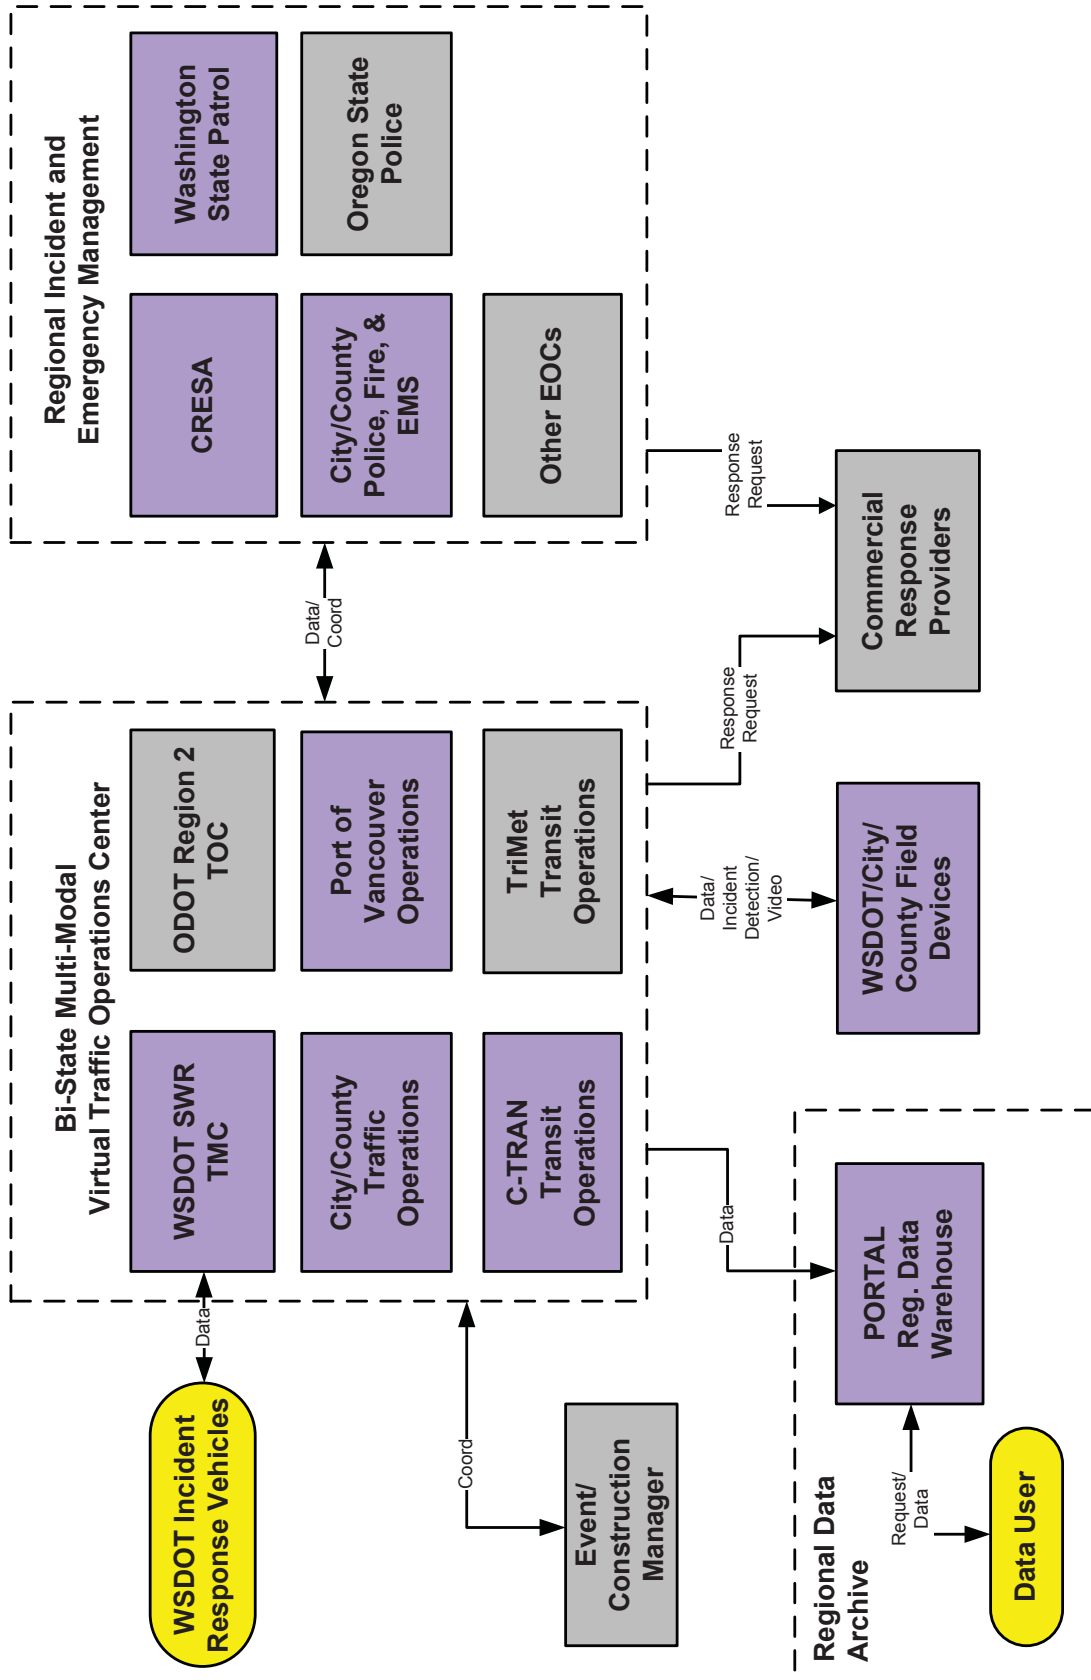 WSDOT Incident
Response Vehicles
Data
Bi-State Multi-Modal
Virtual Traffic Operations Center
WSDOT SWR
TMC
ODOT Region 2
TOC
City/County
Traffic
Operations
Port of
Vancouver
Operations
C-TRAN
Transit
Operations
TriMet
Transit
Operations
Data/
Coord
Regional Incident and
Emergency Management
CRESA
Washington
State Patrol
City/County
Police, Fire, &
EMS
Oregon State
Police
Other EOCs
Coord
Event/
Construction
Manager
Data
Data/
Incident
Detection/
Video
Response
Request
Response
Request
Regional Data
Archive
PORTAL
Reg. Data
Warehouse
Request/
Data
Data User
WSDOT/City/
County Field
Devices
Commercial
Response
Providers